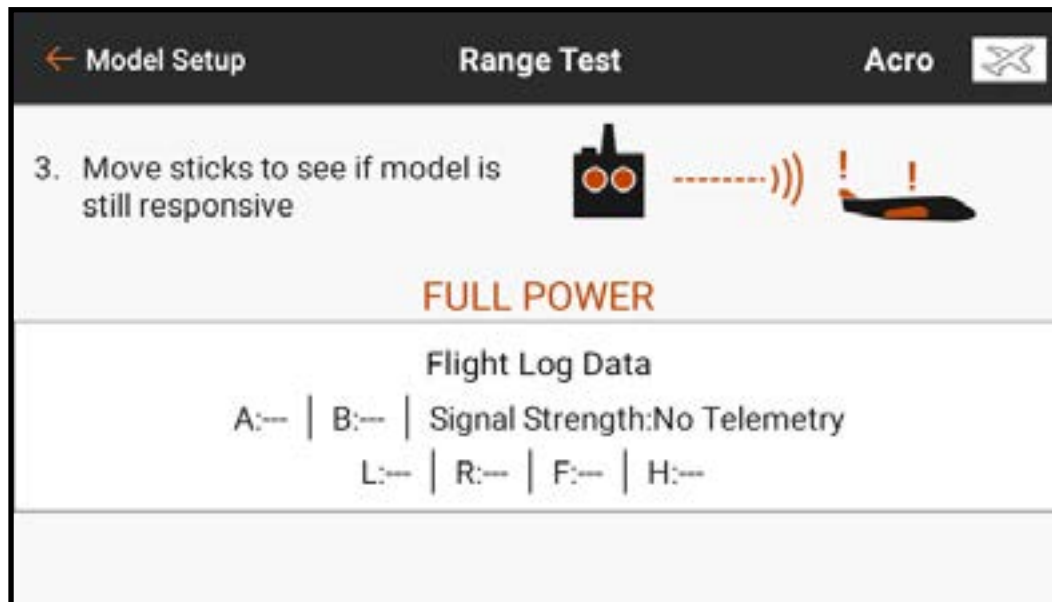 ← Model Setup
Range Test
Acro
3. Move sticks to see if model is
still responsive
FULL POWER
Flight Log Data
A:--- | B:--- | Signal Strength:No Telemetry
L:--- | R:--- | F:--- | H:---